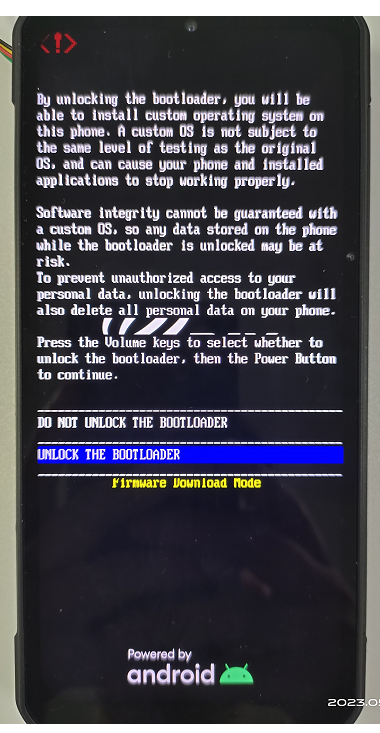 By unlocking the bootloader, you will be
able to install custom operating system on
this phone. A custom OS is not subject to
the same level of testing as the original
OS, and can cause your phone and installed
applications to stop working properly.
Software integrity cannot be guaranteed with
a custom OS, so any data stored on the phone
while the bootloader is unlocked may be at
risk.
To prevent unauthorized access to your
personal data, unlocking the bootloader will
also delete all personal data on your phone.
Press the Volume keys to select whether to
unlock the bootloader, then the Power Button
to continue.
DO NOT UNLOCK THE BOOTLOADER
UNLOCK THE BOOTLOADER
Firmware Download Mode
Powered by
android